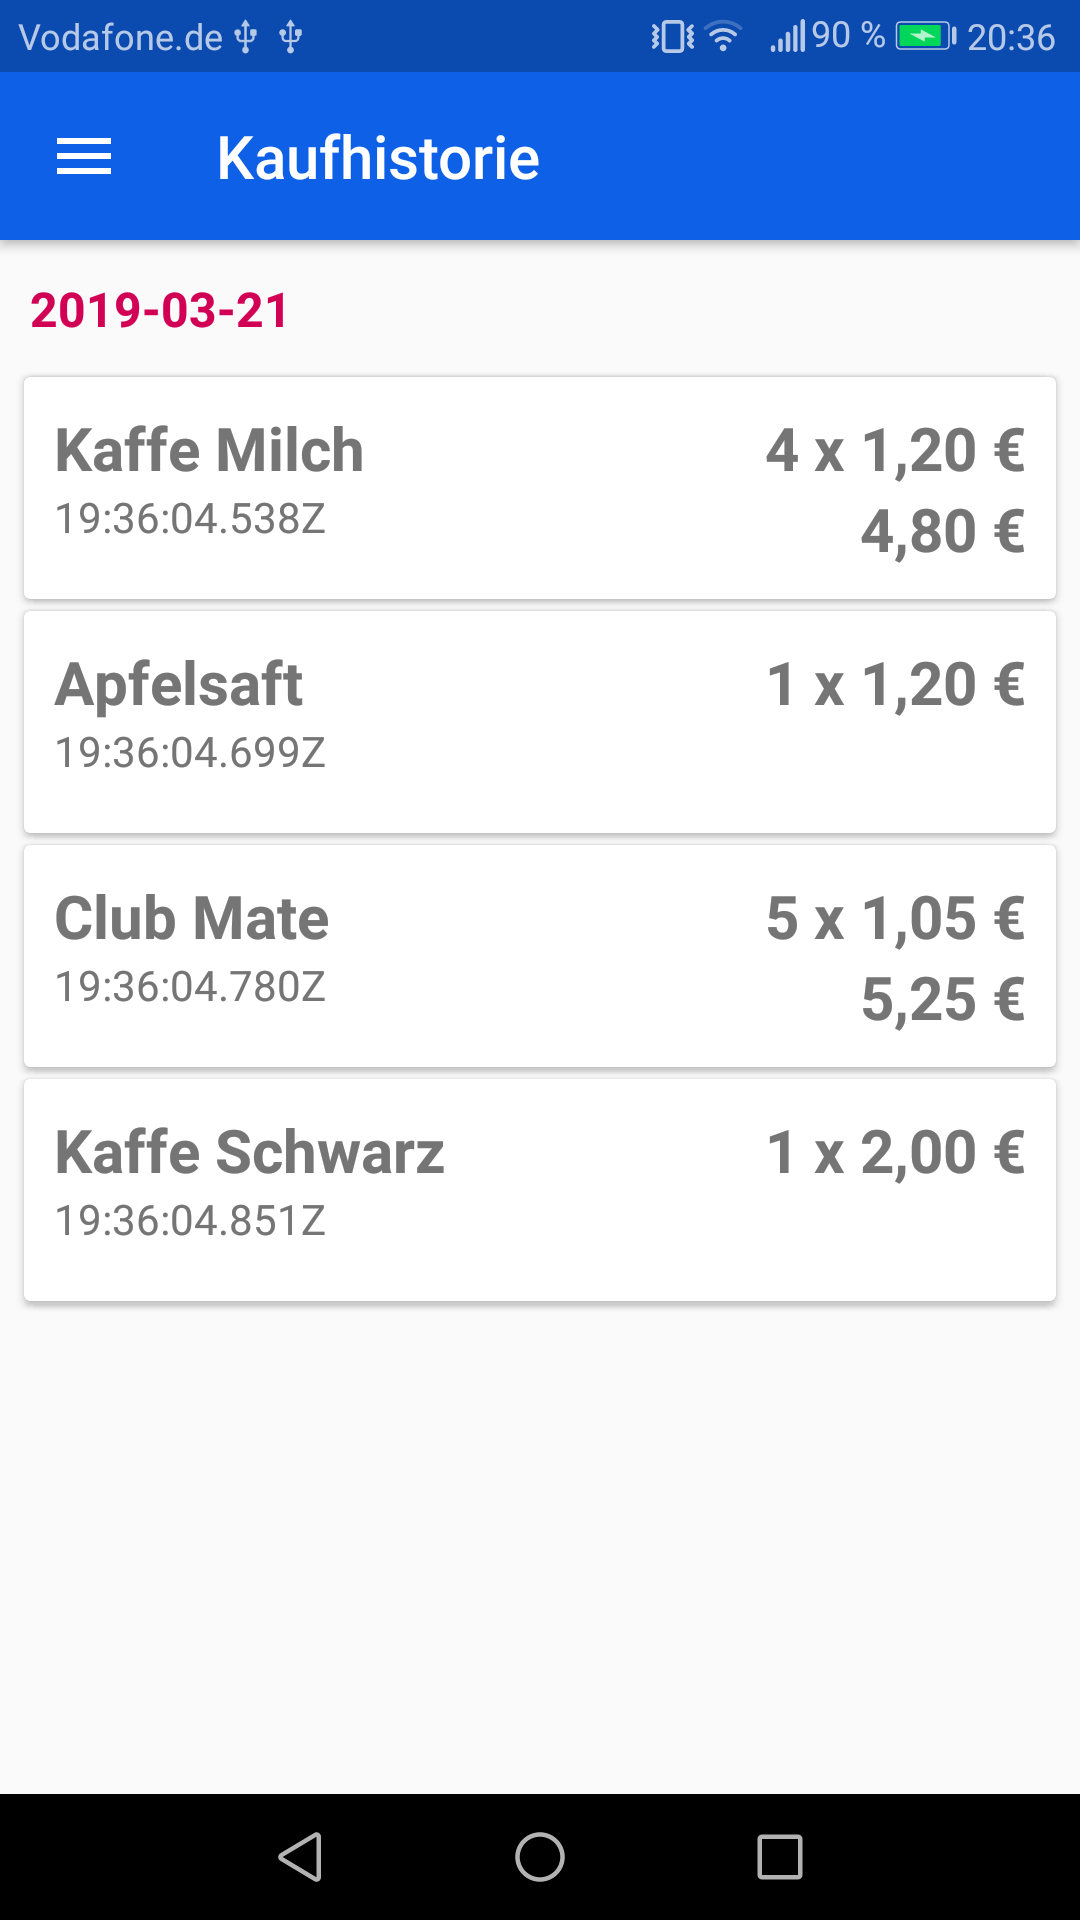 Vodafone.de 90 % 20:36
Kaufhistorie
2019-03-21
Kaffe Milch 4 x 1,20 €
19:36:04.538Z 4,80 €
Apfelsaft 1 x 1,20 €
19:36:04.699Z
Club Mate 5 x 1,05 €
19:36:04.780Z 5,25 €
Kaffe Schwarz 1 x 2,00 €
19:36:04.851Z